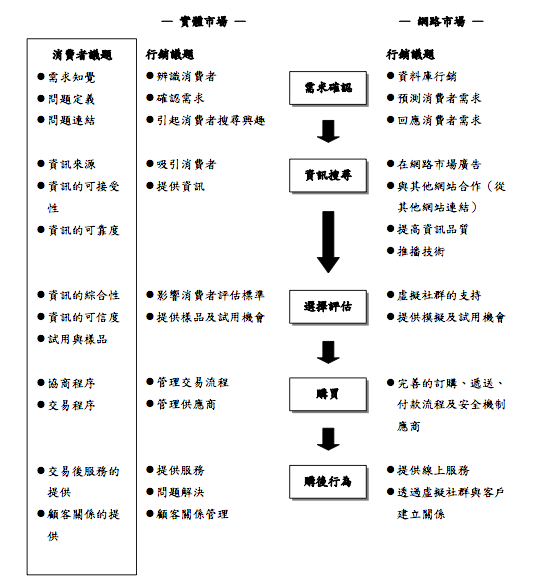 — 實體市場 —
— 網路市場 —
消費者議題
行銷議題
行銷議題
●需求知覺
●問題定義
●問題連結
●辨識消費者
●確認需求
●引起消費者搜尋興趣
需求確認
●資料庫行銷
●預測消費者需求
●回應消費者需求
●資訊來源
●資訊的可接受
性
●資訊的可靠度
●吸引消費者
●提供資訊
資訊搜尋
●在網路市場廣告
●與其他網站合作（從
其他網站連結）
●提高資訊品質
●推播技術
●資訊的綜合性
●資訊的可信度
●試用與樣品
●影響消費者評估標準
●提供樣品及試用機會
選擇評估
●虛擬社群的支持
●提供模擬及試用機會
●協商程序
●交易程序
●管理交易流程
●管理供應商
購買
●完善的訂購、遞送、
付款流程及安全機制
應商
●交易後服務的
提供
●顧客關係的提
供
●提供服務
●問題解決
●顧客關係管理
購後行為
●提供線上服務
●透過虛擬社群與客戶
建立關係